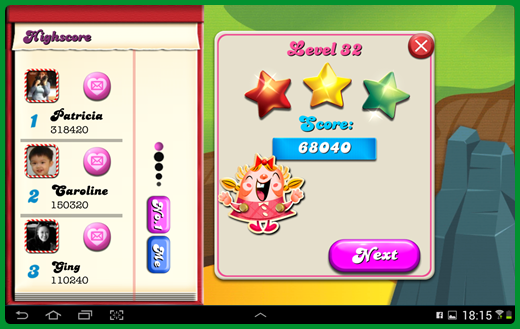 Highscore
1 Patricia
318420
2 Caroline
150320
3 Ging
110240
No.1
Me
Level 32
Score:
68040
Next
18:15